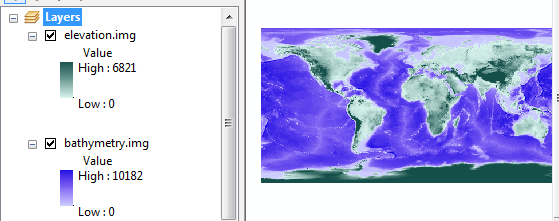 Layers
elevation.img
Value
High : 6821
Low : 0
bathymetry.img
Value
High : 10182
Low : 0